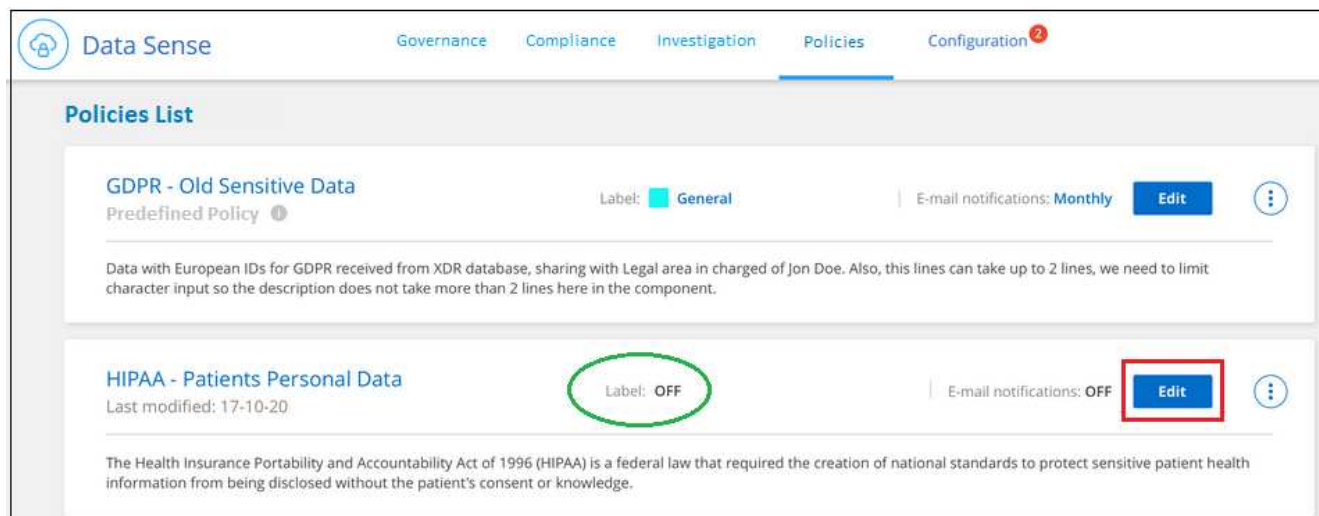 Data Sense
Governance Compliance Investigation Policies Configuration 2
Policies List
GDPR - Old Sensitive Data
Predefined Policy i
Label: General
E-mail notifications: Monthly
Edit
Data with European IDs for GDPR received from XDR database, sharing with Legal area in charged of Jon Doe. Also, this lines can take up to 2 lines, we need to limit
character input so the description does not take more than 2 lines here in the component.
HIPAA - Patients Personal Data
Last modified: 17-10-20
Label: OFF
E-mail notifications: OFF
Edit
The Health Insurance Portability and Accountability Act of 1996 (HIPAA) is a federal law that required the creation of national standards to protect sensitive patient health
information from being disclosed without the patient's consent or knowledge.